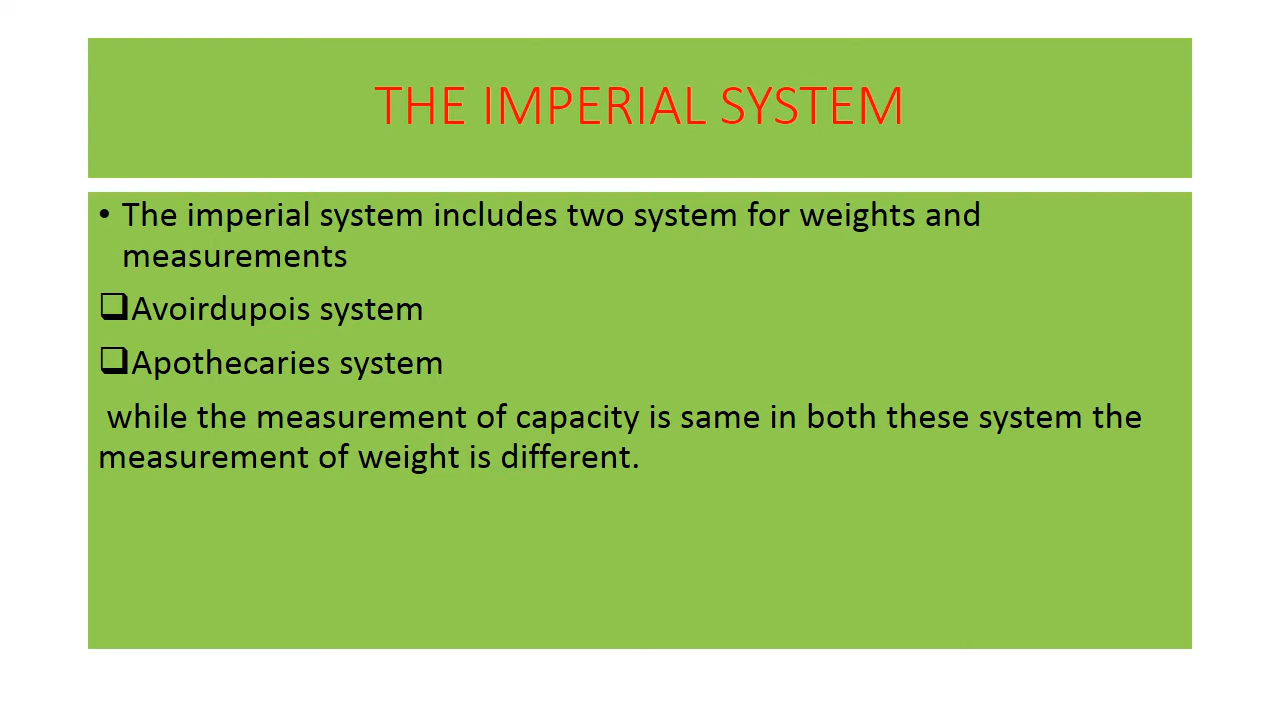 THE IMPERIAL SYSTEM
• The imperial system includes two system for weights and
measurements
❑Avoirdupois system
❑Apothecaries system
while the measurement of capacity is same in both these system the
measurement of weight is different.